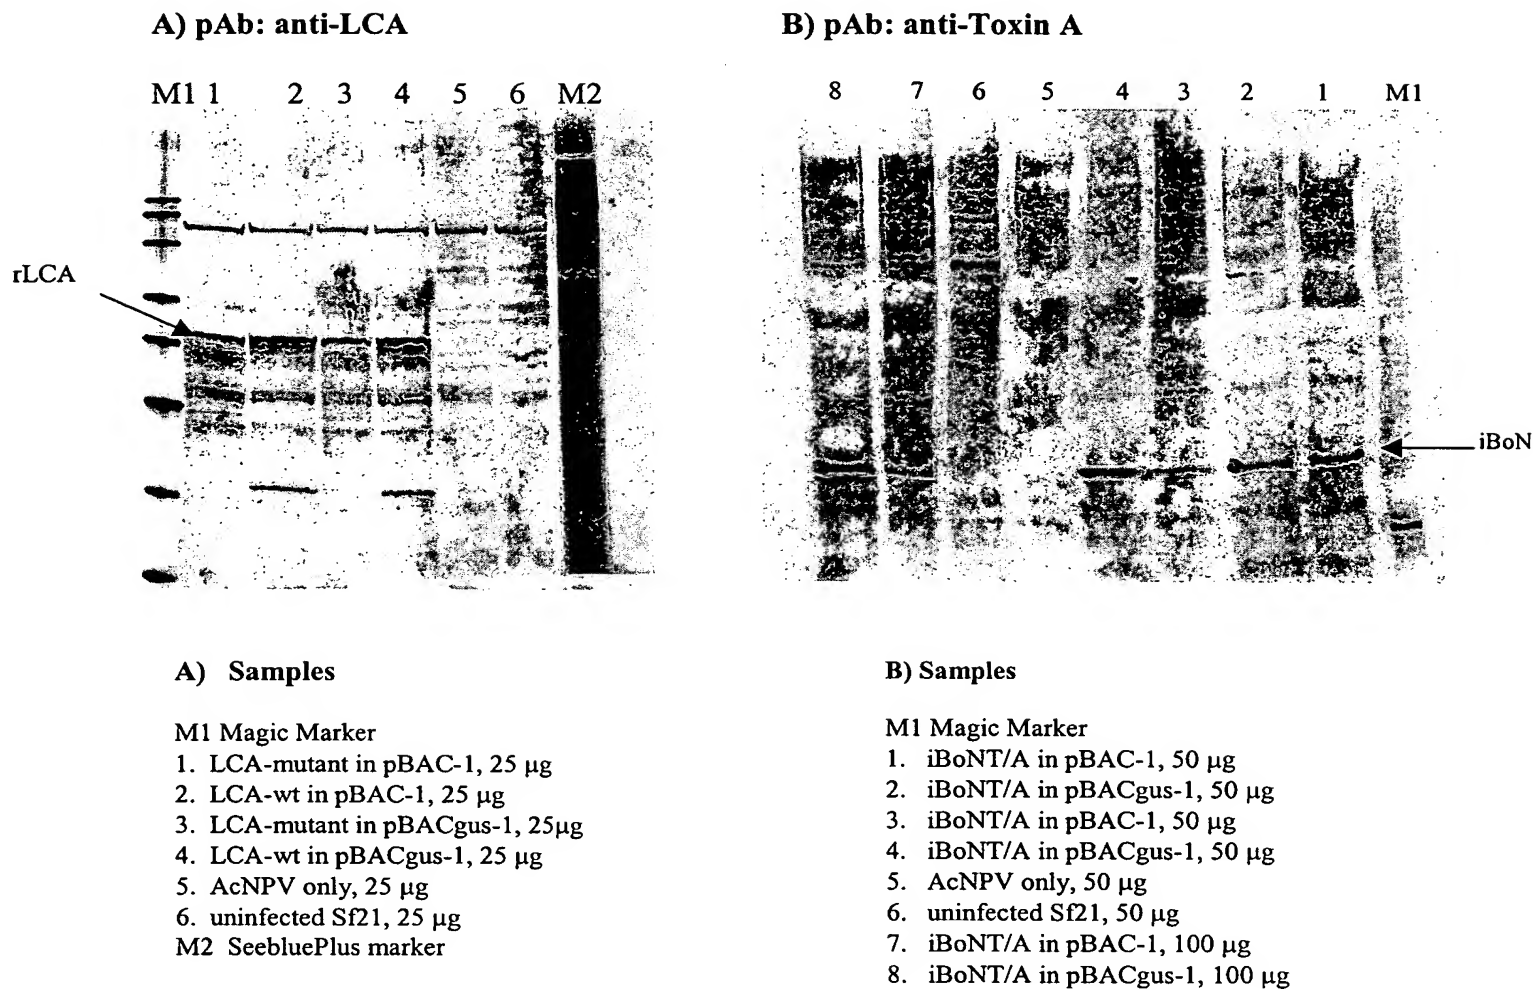 A) pAb: anti-LCA
M1 1 2 3 4 5 6 M2
rLCA
B) pAb: anti-Toxin A
8 7 6 5 4 3 2 1 M1
iBoN
A) Samples
M1 Magic Marker
1. LCA-mutant in pBAC-1, 25 µg
2. LCA-wt in pBAC-1, 25 µg
3. LCA-mutant in pBACgus-1, 25µg
4. LCA-wt in pBACgus-1, 25 µg
5. AcNPV only, 25 µg
6. uninfected Sf21, 25 µg
M2 SeebluePlus marker
B) Samples
M1 Magic Marker
1. iBoNT/A in pBAC-1, 50 µg
2. iBoNT/A in pBACgus-1, 50 µg
3. iBoNT/A in pBAC-1, 50 µg
4. iBoNT/A in pBACgus-1, 50 µg
5. AcNPV only, 50 µg
6. uninfected Sf21, 50 µg
7. iBoNT/A in pBAC-1, 100 µg
8. iBoNT/A in pBACgus-1, 100 µg